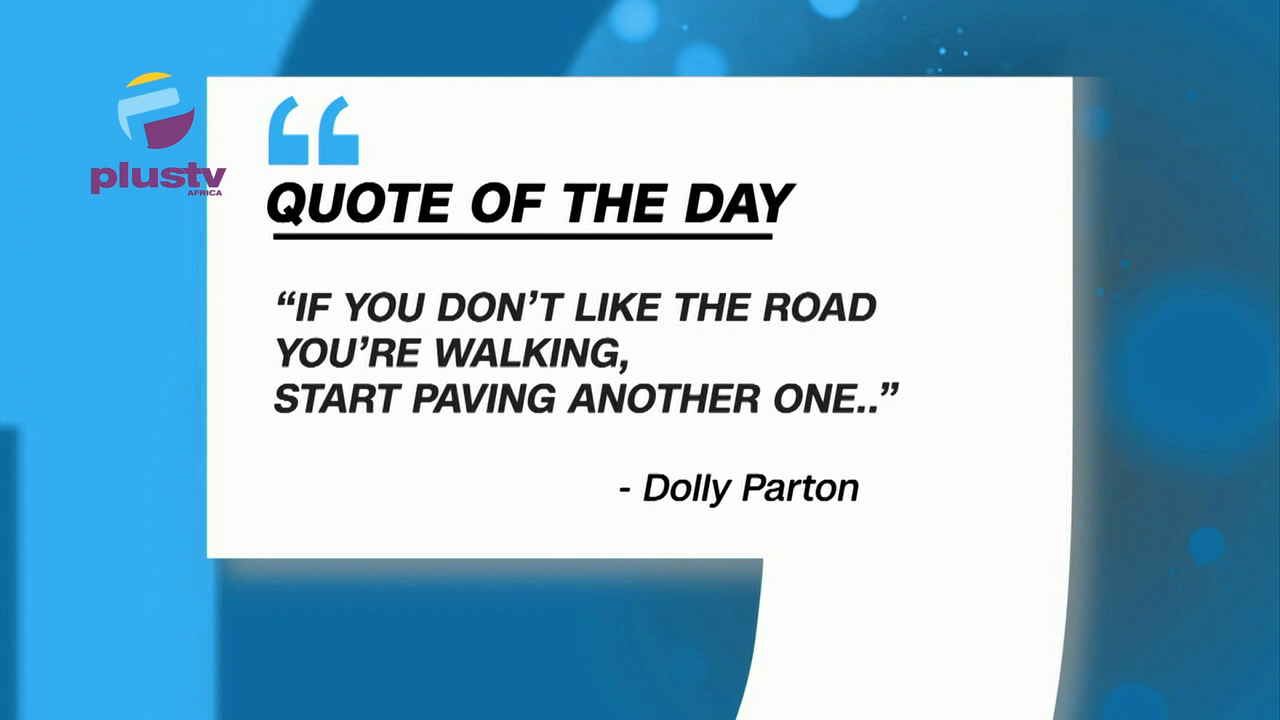 plustv
AFRICA
“
QUOTE OF THE DAY
“IF YOU DON’T LIKE THE ROAD
YOU’RE WALKING,
START PAVING ANOTHER ONE..”
- Dolly Parton